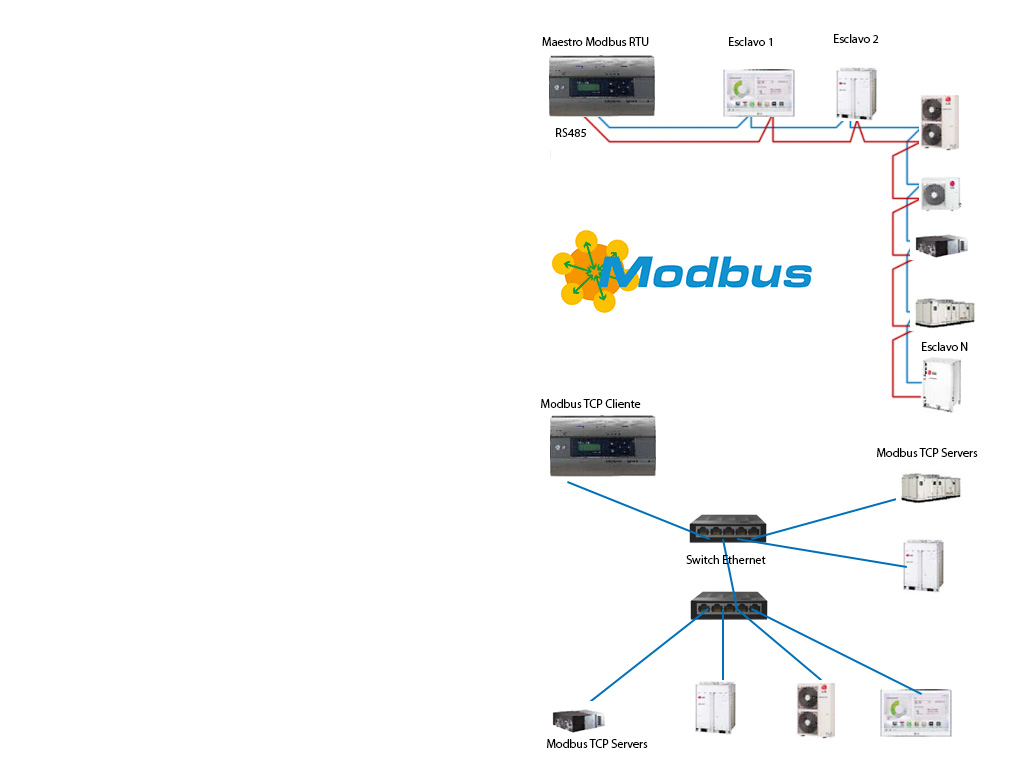 Maestro Modbus RTU
Esclavo 1
Esclavo 2
RS485
Modbus
Esclavo N
Modbus TCP Cliente
Modbus TCP Servers
Switch Ethernet
Modbus TCP Servers